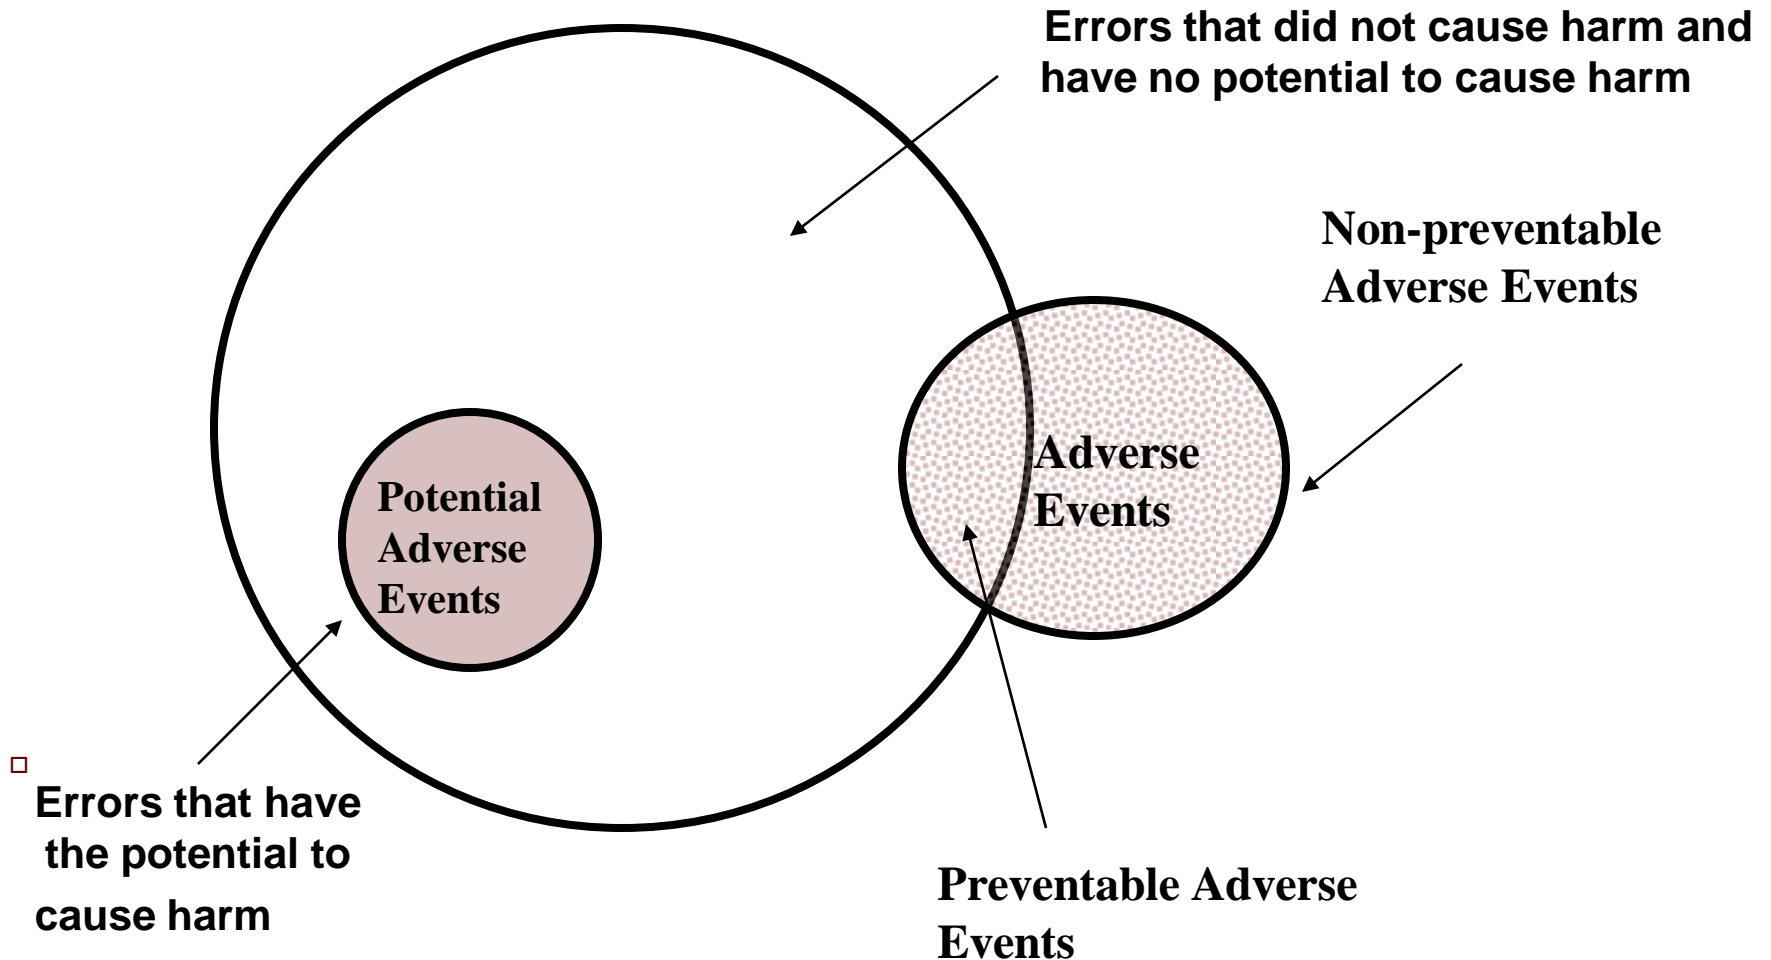 Errors that did not cause harm and
have no potential to cause harm
Non-preventable
Adverse Events
Adverse
Events
Potential
Adverse
Events
Errors that have
the potential to
cause harm
Preventable Adverse
Events